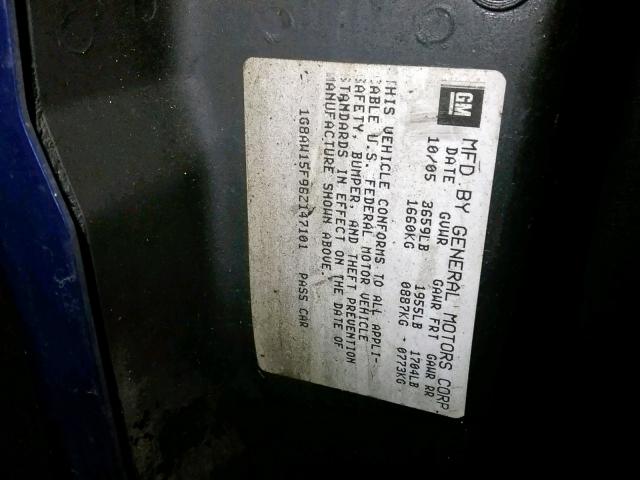 GM
MFD. BY GENERAL MOTORS CORP
DATE GVWR GAWR FRT GAWR RR
10/05 3659LB 1955LB 1704LB
1660KG 0887KG - 0773KG
THIS VEHICLE CONFORMS TO ALL APPLI-
CABLE U.S. FEDERAL MOTOR VEHICLE
SAFETY, BUMPER, AND THEFT PREVENTION
STANDARDS IN EFFECT ON THE DATE OF
MANUFACTURE SHOWN ABOVE.
1G8AW15F96Z147101 PASS CAR